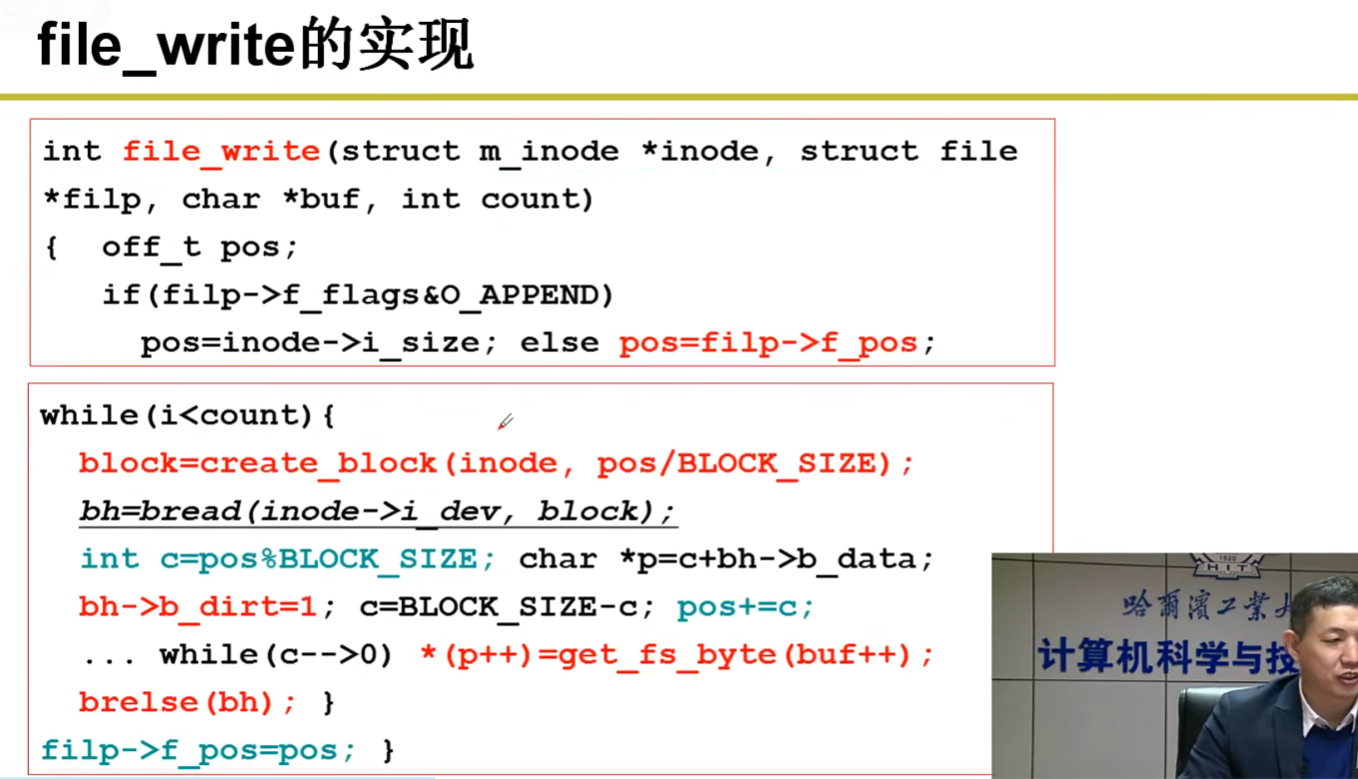 file_write的实现
int file_write(struct m_inode *inode, struct file
*filp, char *buf, int count)
{ off_t pos;
if(filp->f_flags&O_APPEND)
pos=inode->i_size; else pos=filp->f_pos;
while(i<count){
block=create_block(inode, pos/BLOCK_SIZE);
bh=bread(inode->i_dev, block);
int c=pos%BLOCK_SIZE; char *p=c+bh->b_data;
bh->b_dirt=1; c=BLOCK_SIZE-c; pos+=c;
... while(c-->0) *(p++)=get_fs_byte(buf++);
brelse(bh); }
filp->f_pos=pos; }
1920
HIT
哈爾濱工業大
计算机科学与技